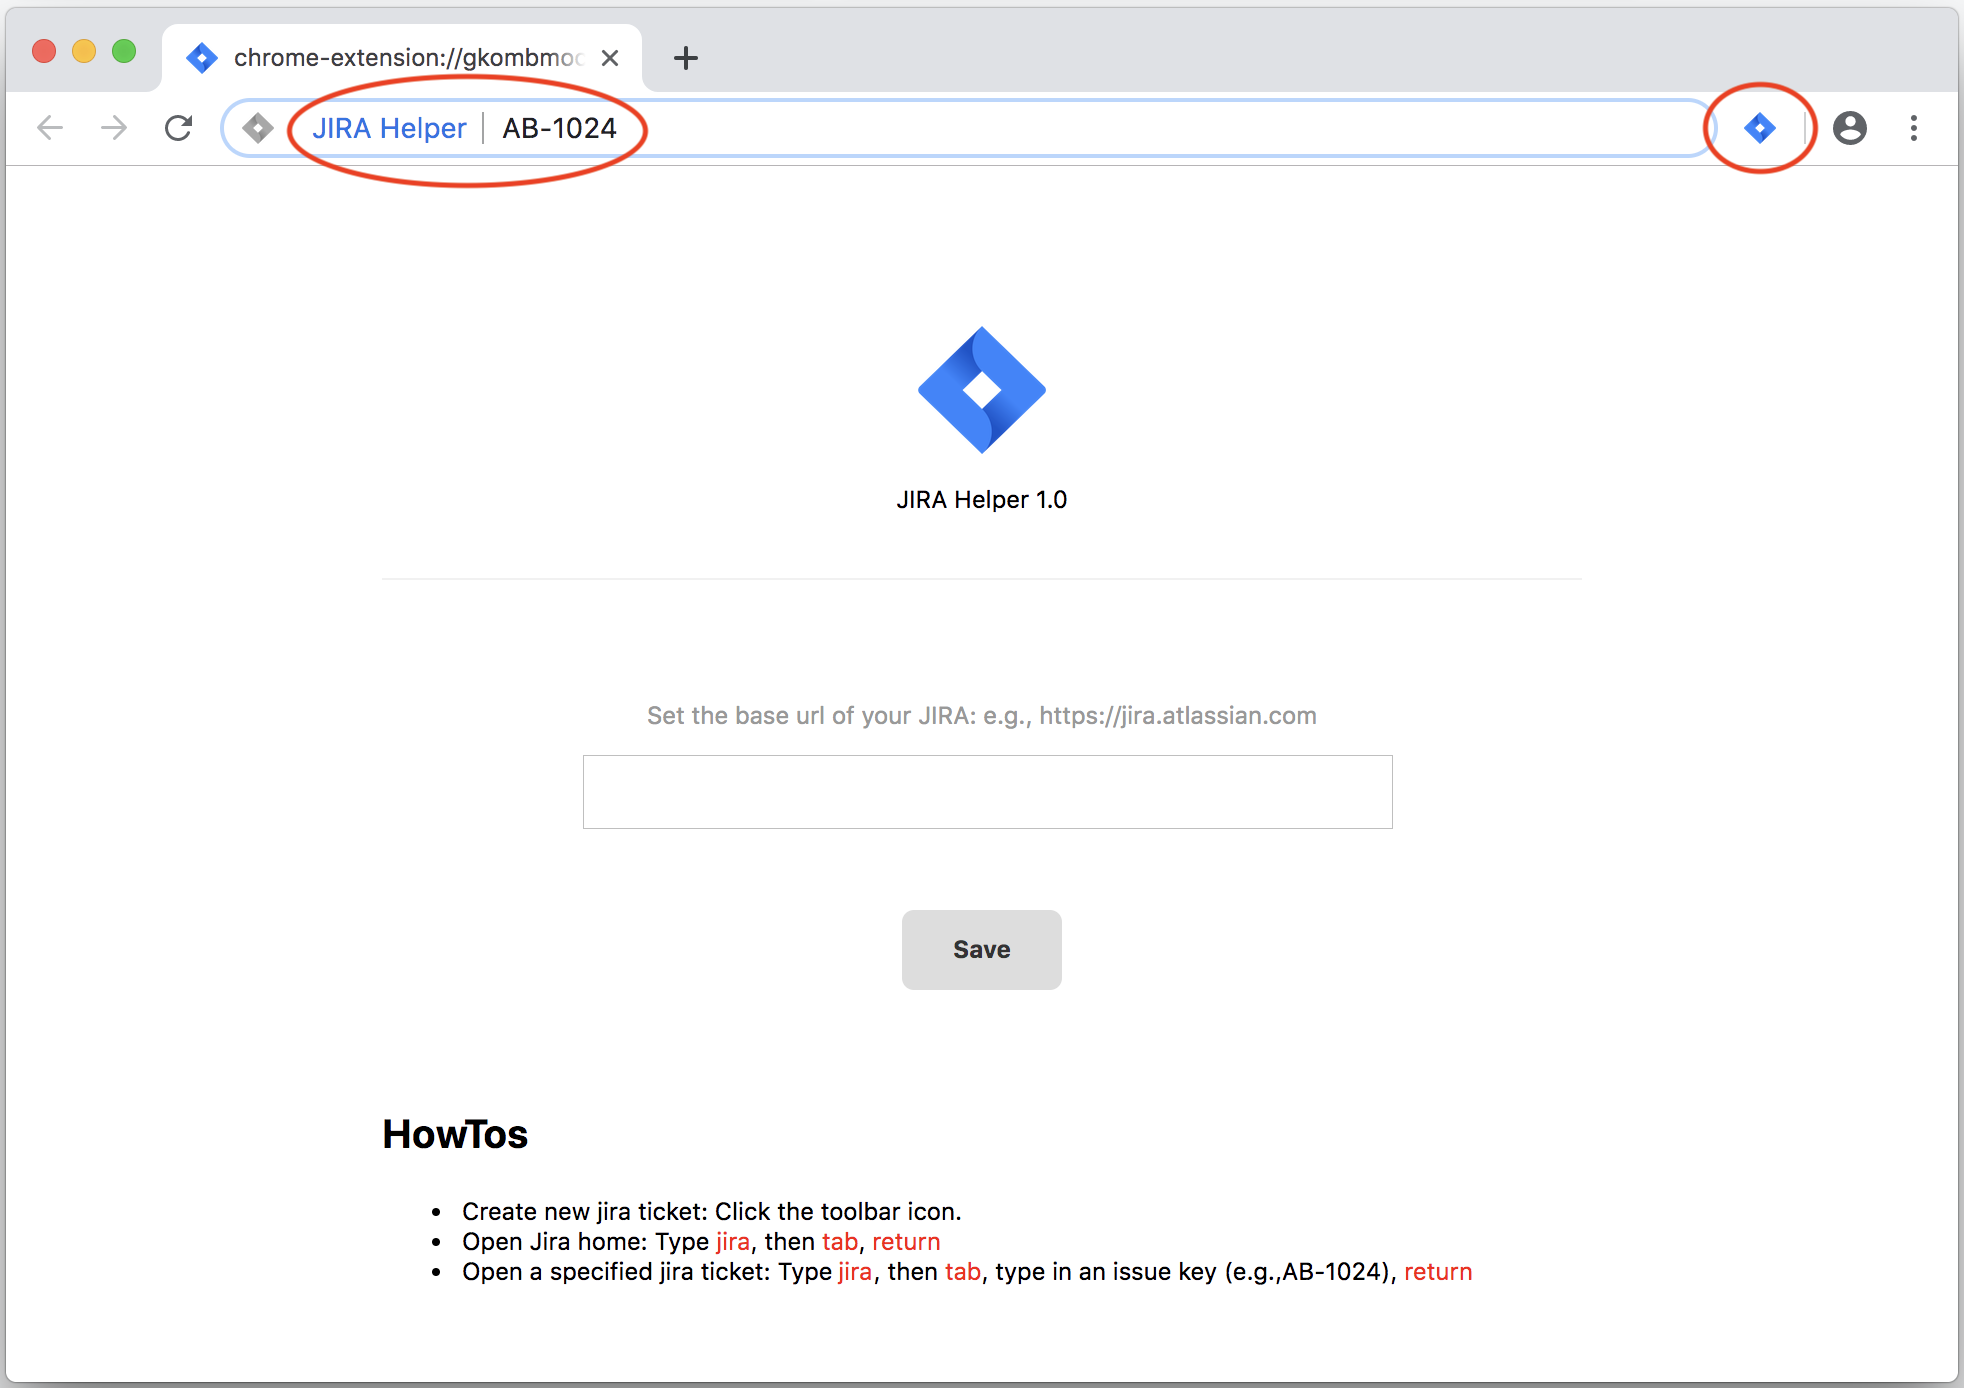 chrome-extension://gkombmod
JIRA Helper | AB-1024
JIRA Helper 1.0
Set the base url of your JIRA: e.g., https://jira.atlassian.com
Save
HowTos
• Create new jira ticket: Click the toolbar icon.
• Open Jira home: Type jira, then tab, return
• Open a specified jira ticket: Type jira, then tab, type in an issue key (e.g.,AB-1024), return